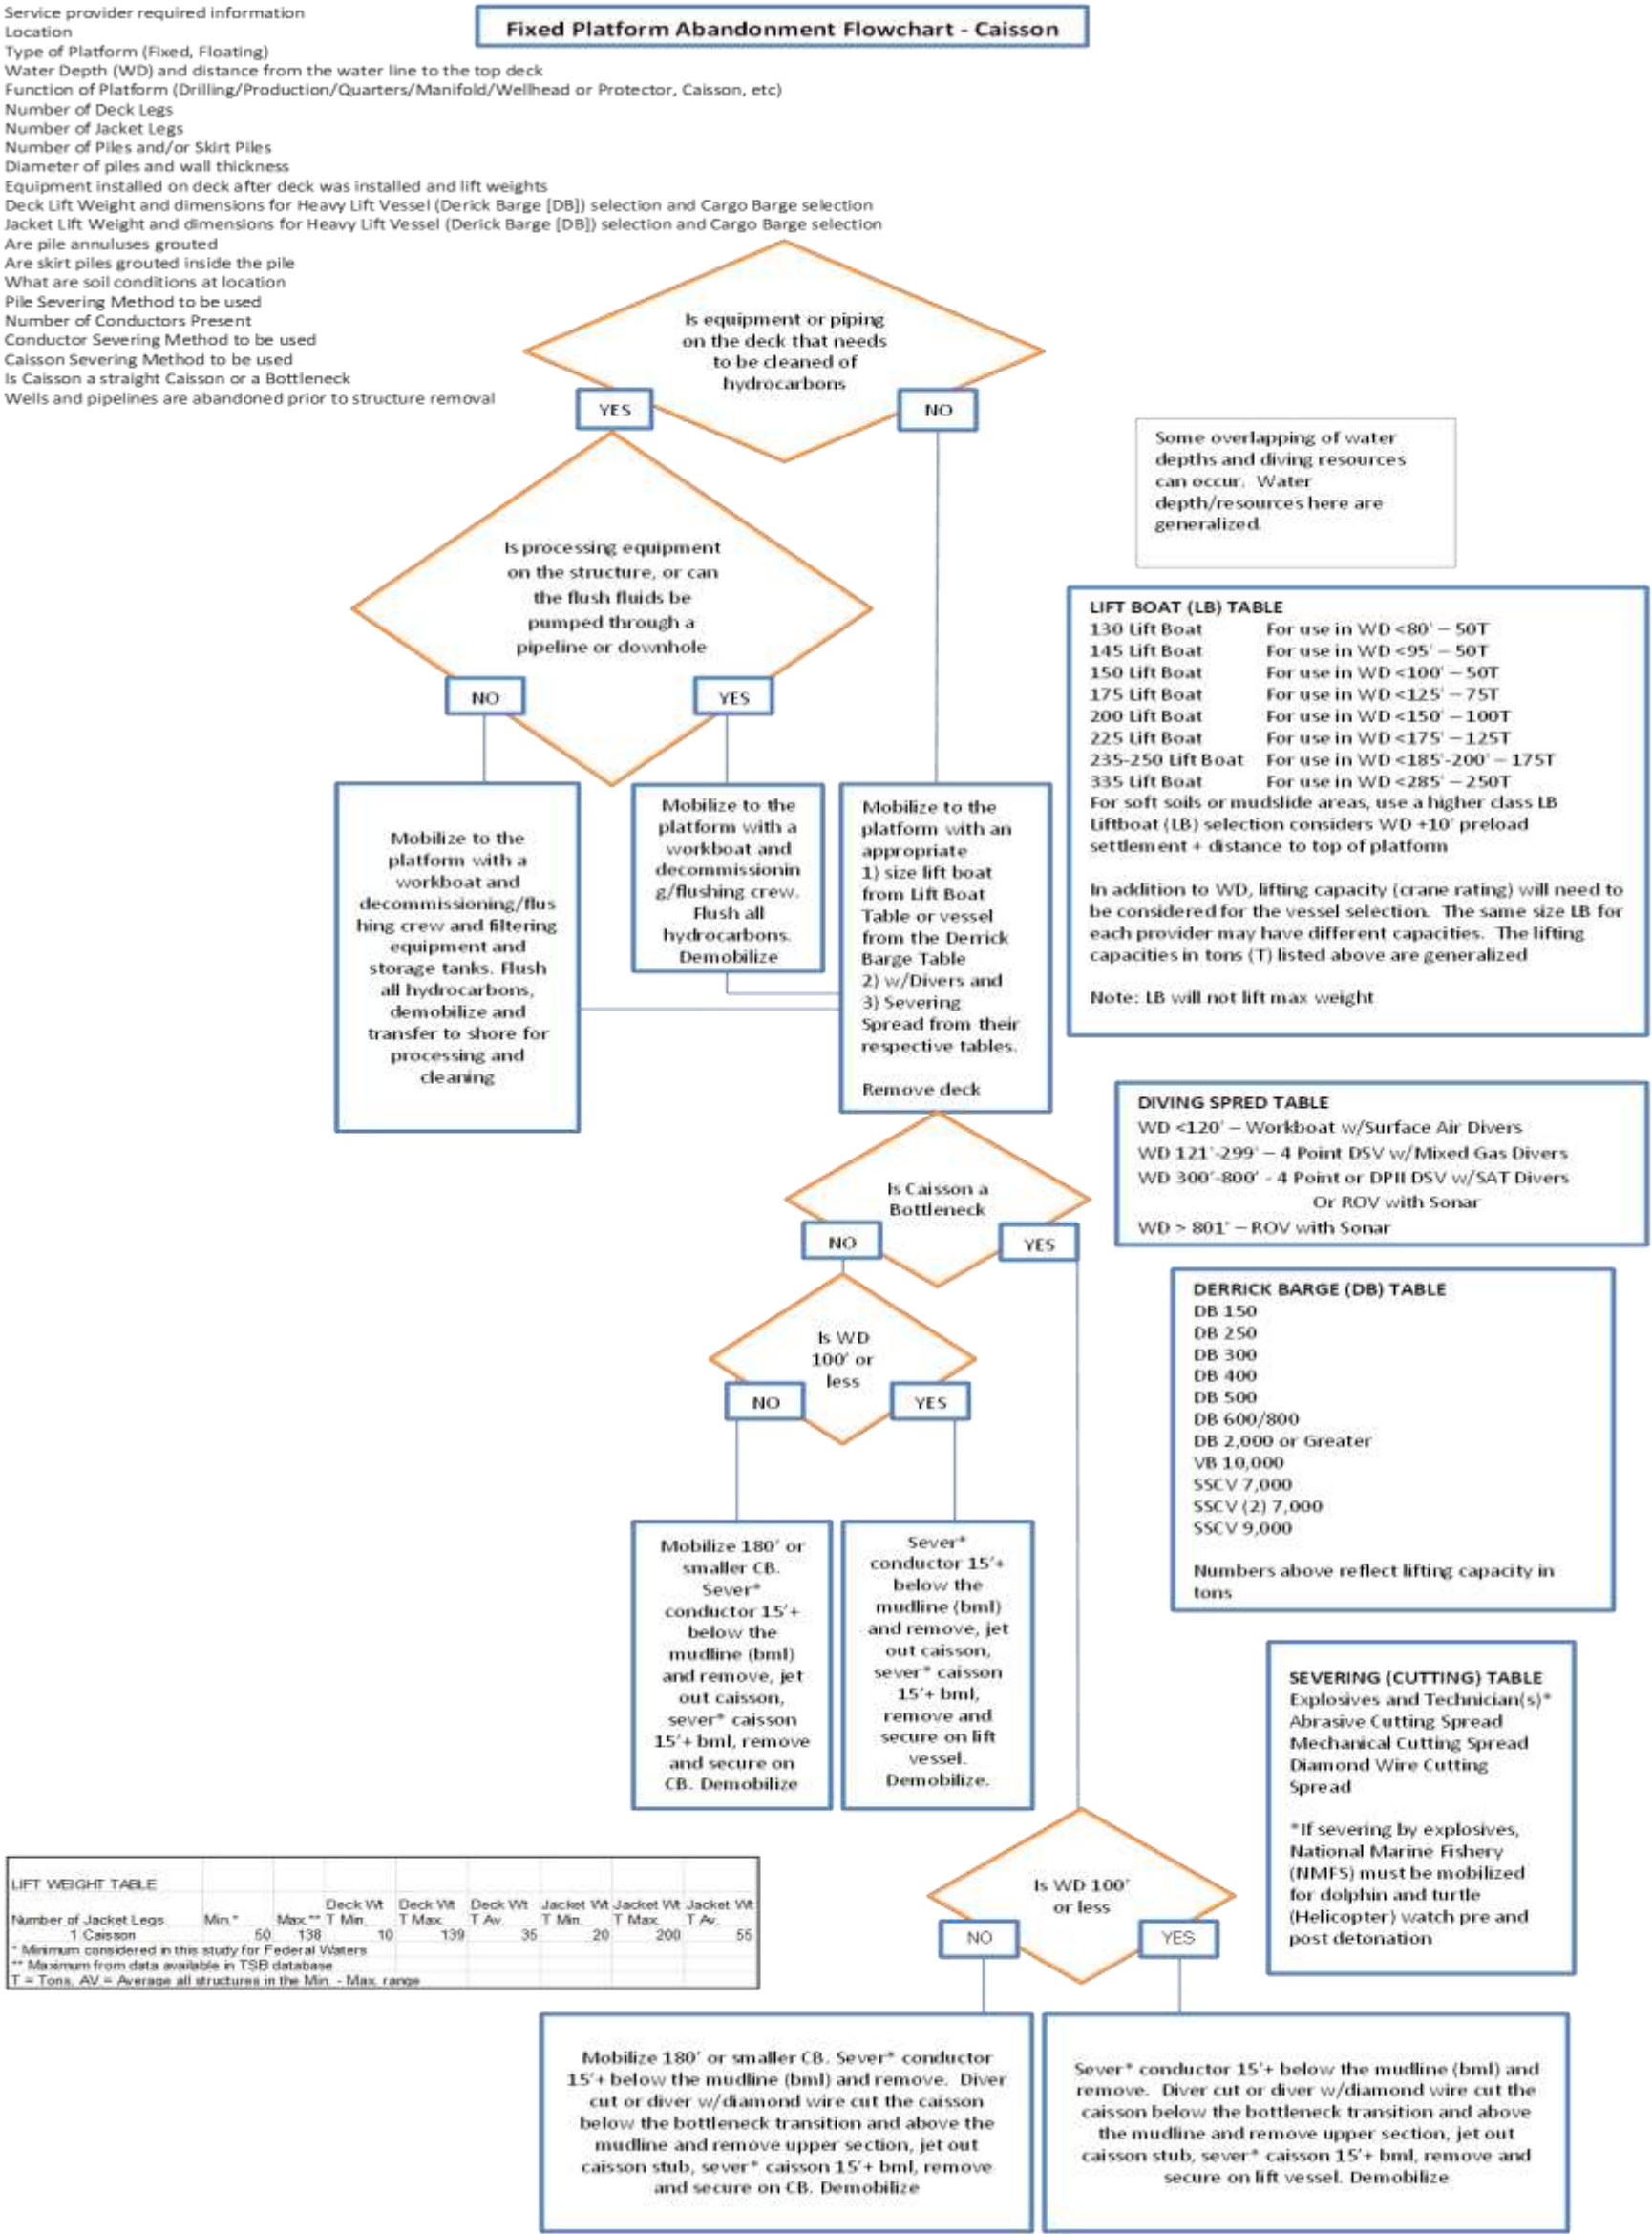 Service provider required information
Location
Type of Platform (Fixed, Floating)
Water Depth (WD) and distance from the water line to the top deck
Function of Platform (Drilling/Production/Quarters/Manifold/Wellhead or Protector, Caisson, etc)
Number of Deck Legs
Number of Jacket Legs
Number of Piles and/or Skirt Piles
Diameter of piles and wall thickness
Equipment installed on deck after deck was installed and lift weights
Deck Lift Weight and dimensions for Heavy Lift Vessel (Derick Barge [DB]) selection and Cargo Barge selection
Jacket Lift Weight and dimensions for Heavy Lift Vessel (Derick Barge [DB]) selection and Cargo Barge selection
Are pile annuluses grouted
Are skirt piles grouted inside the pile
What are soil conditions at location
Pile Severing Method to be used
Number of Conductors Present
Conductor Severing Method to be used
Caisson Severing Method to be used
Is Caisson a straight Caisson or a Bottleneck
Wells and pipelines are abandoned prior to structure removal
Fixed Platform Abandonment Flowchart - Caisson
Is equipment or piping
on the deck that needs
to be cleaned of
hydrocarbons
YES
NO
Some overlapping of water
depths and diving resources
can occur. Water
depth/resources here are
generalized.
Is processing equipment
on the structure, or can
the flush fluids be
pumped through a
pipeline or downhole
NO
YES
LIFT BOAT (LB) TABLE
130 Lift Boat For use in WD <80' – 50T
145 Lift Boat For use in WD <95' – 50T
150 Lift Boat For use in WD <100' – 50T
175 Lift Boat For use in WD <125' – 75T
200 Lift Boat For use in WD <150' – 100T
225 Lift Boat For use in WD <175' – 125T
235-250 Lift Boat For use in WD <185'-200' – 175T
335 Lift Boat For use in WD <285' – 250T
For soft soils or mudslide areas, use a higher class LB
Liftboat (LB) selection considers WD +10' preload
settlement + distance to top of platform
In addition to WD, lifting capacity (crane rating) will need to
be considered for the vessel selection. The same size LB for
each provider may have different capacities. The lifting
capacities in tons (T) listed above are generalized
Note: LB will not lift max weight
Mobilize to the
platform with a
workboat and
decommissioning/flus
hing crew and filtering
equipment and
storage tanks. Flush
all hydrocarbons,
demobilize and
transfer to shore for
processing and
cleaning
Mobilize to the
platform with a
workboat and
decommissionin
g/flushing crew.
Flush all
hydrocarbons.
Demobilize
Mobilize to the
platform with an
appropriate
1) size lift boat
from Lift Boat
Table or vessel
from the Derrick
Barge Table
2) w/Divers and
3) Severing
Spread from their
respective tables.
Remove deck
DIVING SPRED TABLE
WD <120' – Workboat w/Surface Air Divers
WD 121'-299' – 4 Point DSV w/Mixed Gas Divers
WD 300'-800' - 4 Point or DPII DSV w/SAT Divers
Or ROV with Sonar
WD > 801' – ROV with Sonar
Is Caisson a
Bottleneck
NO
YES
DERRICK BARGE (DB) TABLE
DB 150
DB 250
DB 300
DB 400
DB 500
DB 600/800
DB 2,000 or Greater
VB 10,000
SSCV 7,000
SSCV (2) 7,000
SSCV 9,000
Numbers above reflect lifting capacity in
tons
Is WD
100' or
less
NO
YES
Mobilize 180' or
smaller CB.
Sever*
conductor 15'+
below the
mudline (bml)
and remove, jet
out caisson,
sever* caisson
15'+ bml, remove
and secure on
CB. Demobilize
Sever*
conductor 15'+
below the
mudline (bml)
and remove, jet
out caisson,
sever* caisson
15'+ bml,
remove and
secure on lift
vessel.
Demobilize.
SEVERING (CUTTING) TABLE
Explosives and Technician(s)*
Abrasive Cutting Spread
Mechanical Cutting Spread
Diamond Wire Cutting
Spread
*If severing by explosives,
National Marine Fishery
(NMFS) must be mobilized
for dolphin and turtle
(Helicopter) watch pre and
post detonation
LIFT WEIGHT TABLE
Deck Wt Deck Wt Deck Wt Jacket Wt Jacket Wt Jacket Wt
Number of Jacket Legs Min.* Max.** T Min. T Max. T Av. T Min. T Max. T Av.
1 Caisson 50 138 10 139 35 20 200 55
* Minimum considered in this study for Federal Waters
** Maximum from data available in TSB database
T = Tons, AV = Average all structures in the Min. - Max. range
Is WD 100'
or less
NO
YES
Mobilize 180' or smaller CB. Sever* conductor
15'+ below the mudline (bml) and remove. Diver
cut or diver w/diamond wire cut the caisson
below the bottleneck transition and above the
mudline and remove upper section, jet out
caisson stub, sever* caisson 15'+ bml, remove
and secure on CB. Demobilize
Sever* conductor 15'+ below the mudline (bml) and
remove. Diver cut or diver w/diamond wire cut the
caisson below the bottleneck transition and above
the mudline and remove upper section, jet out
caisson stub, sever* caisson 15'+ bml, remove and
secure on lift vessel. Demobilize